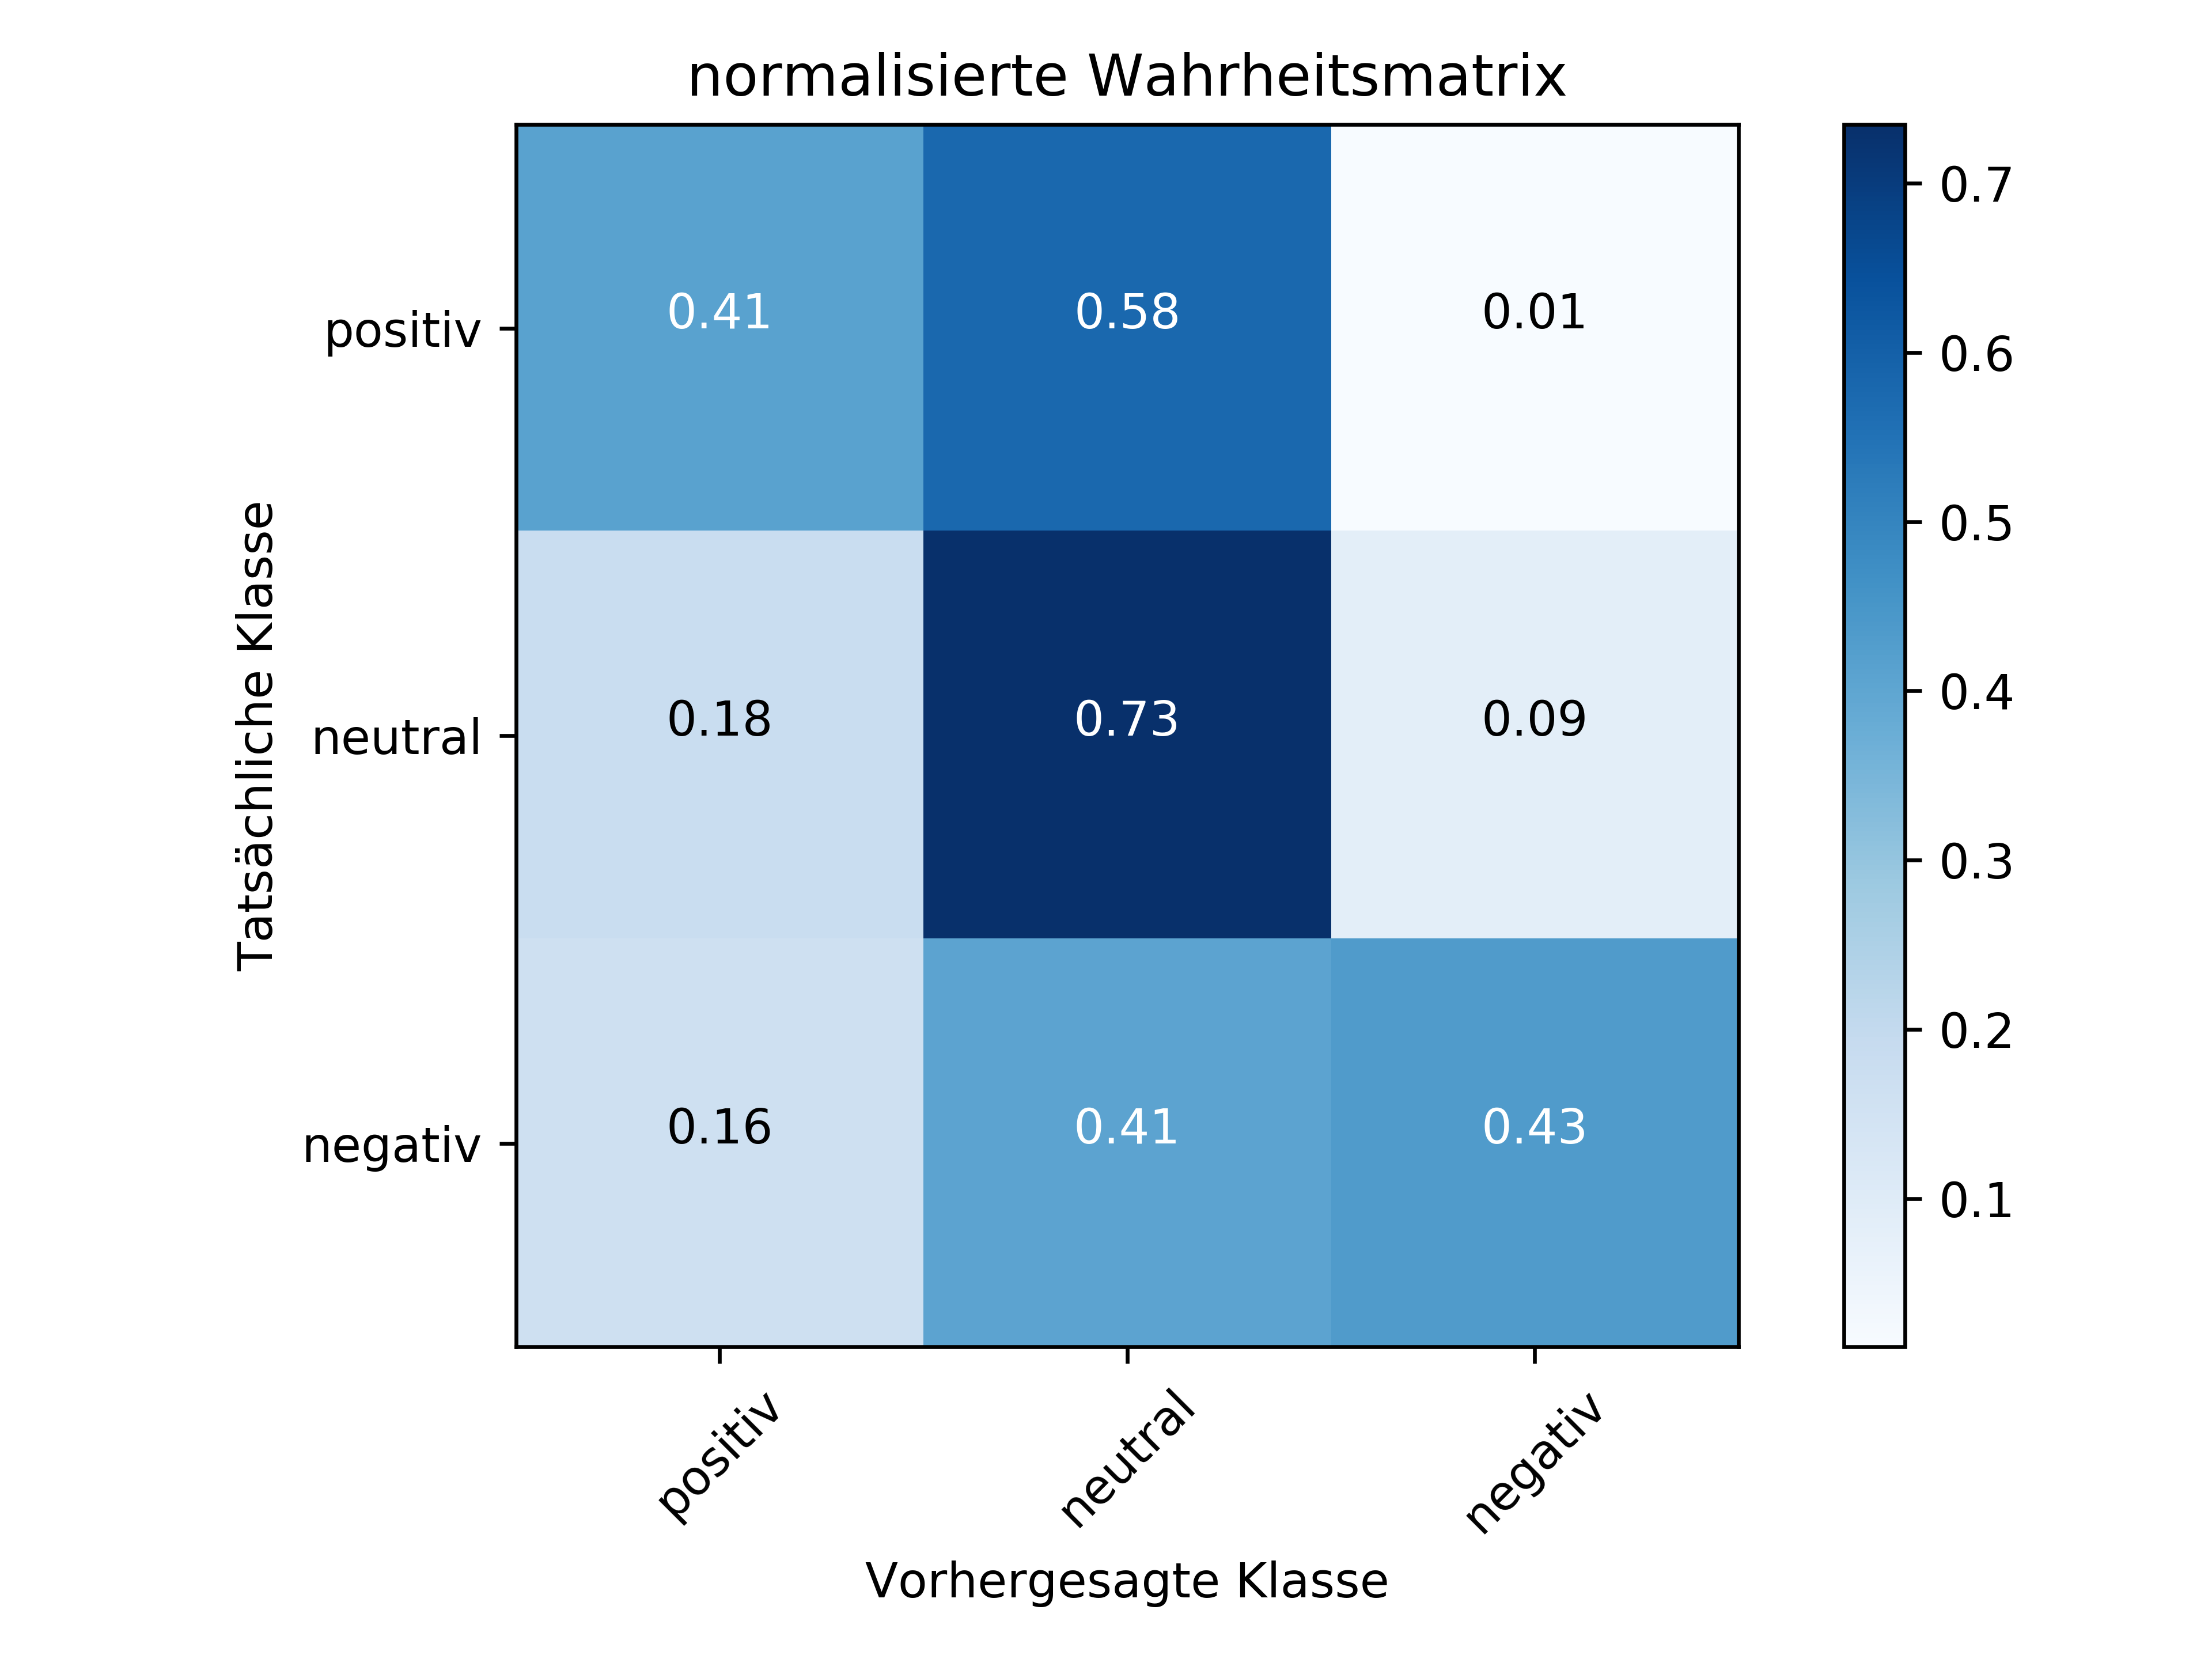 normalisierte Wahrheitsmatrix
Tatsächliche Klasse
positiv
0.41 0.58 0.01
neutral
0.18 0.73 0.09
negativ
0.16 0.41 0.43
positiv neutral negativ
Vorhergesagte Klasse
0.7
0.6
0.5
0.4
0.3
0.2
0.1